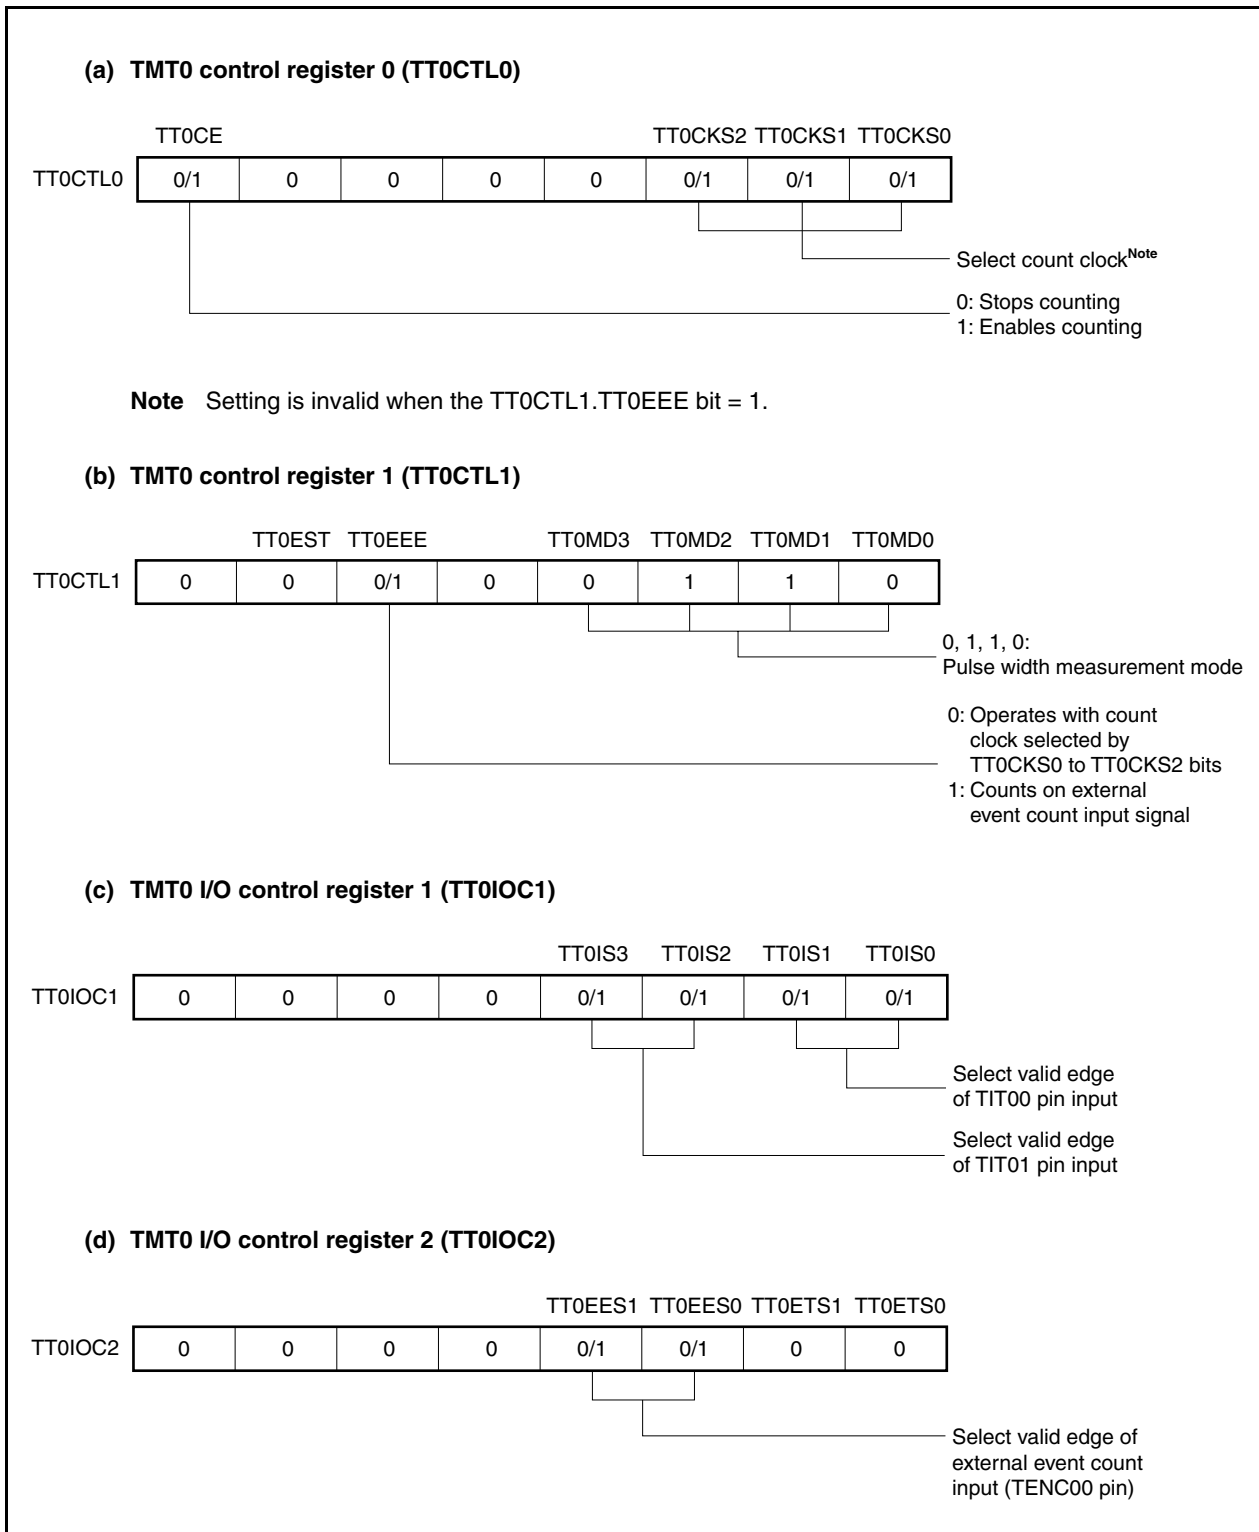 (a) TMT0 control register 0 (TT0CTL0)
TT0CE TT0CKS2 TT0CKS1 TT0CKS0
TT0CTL0 0/1 0 0 0 0 0/1 0/1 0/1
Select count clockNote
0: Stops counting
1: Enables counting
Note Setting is invalid when the TT0CTL1.TT0EEE bit = 1.
(b) TMT0 control register 1 (TT0CTL1)
TT0EST TT0EEE TT0MD3 TT0MD2 TT0MD1 TT0MD0
TT0CTL1 0 0 0/1 0 0 1 1 0
0, 1, 1, 0:
Pulse width measurement mode
0: Operates with count
clock selected by
TT0CKS0 to TT0CKS2 bits
1: Counts on external
event count input signal
(c) TMT0 I/O control register 1 (TT0IOC1)
TT0IS3 TT0IS2 TT0IS1 TT0IS0
TT0IOC1 0 0 0 0 0/1 0/1 0/1 0/1
Select valid edge
of TIT00 pin input
Select valid edge
of TIT01 pin input
(d) TMT0 I/O control register 2 (TT0IOC2)
TT0EES1 TT0EES0 TT0ETS1 TT0ETS0
TT0IOC2 0 0 0 0 0/1 0/1 0 0
Select valid edge of
external event count
input (TENC00 pin)